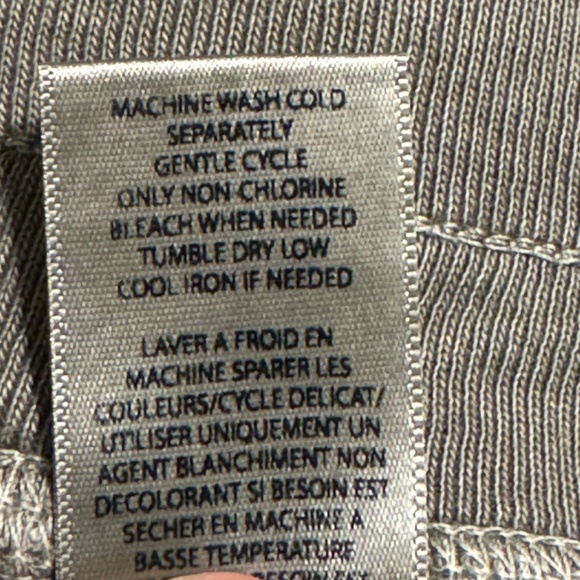 MACHINE WASH COLD
SEPARATELY
GENTLE CYCLE
ONLY NON CHLORINE
BLEACH WHEN NEEDED
TUMBLE DRY LOW
COOL IRON IF NEEDED
LAVER A FROID EN
MACHINE SPARER LES
COULEURS/CYCLE DELICAT/
UTILISER UNIQUEMENT UN
AGENT BLANCHIMENT NON
DECOLORANT SI BESOIN EST
SECHER EN MACHINE A
BASSE TEMPERATURE